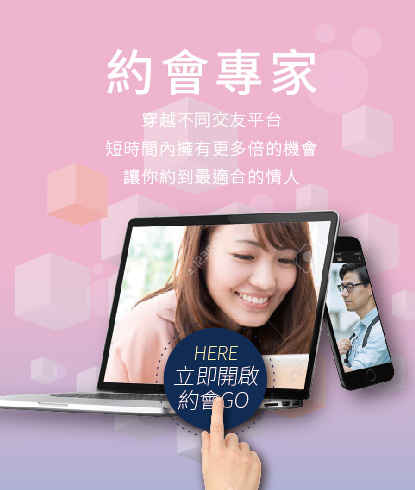 約會專家
穿越不同交友平台
短時間內擁有更多倍的機會
讓你約到最適合的情人
HERE
立即開啟
約會GO